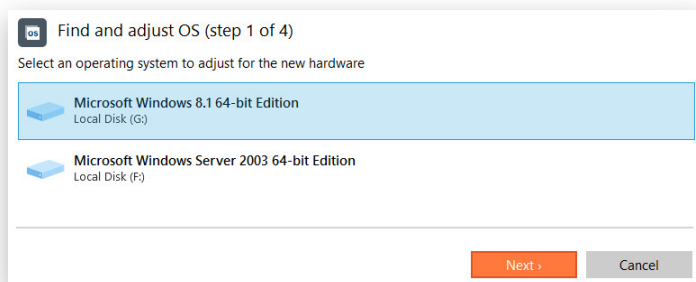 os
Find and adjust OS (step 1 of 4)
Select an operating system to adjust for the new hardware
Microsoft Windows 8.1 64-bit Edition
Local Disk (G:)
Microsoft Windows Server 2003 64-bit Edition
Local Disk (F:)
Next ›
Cancel